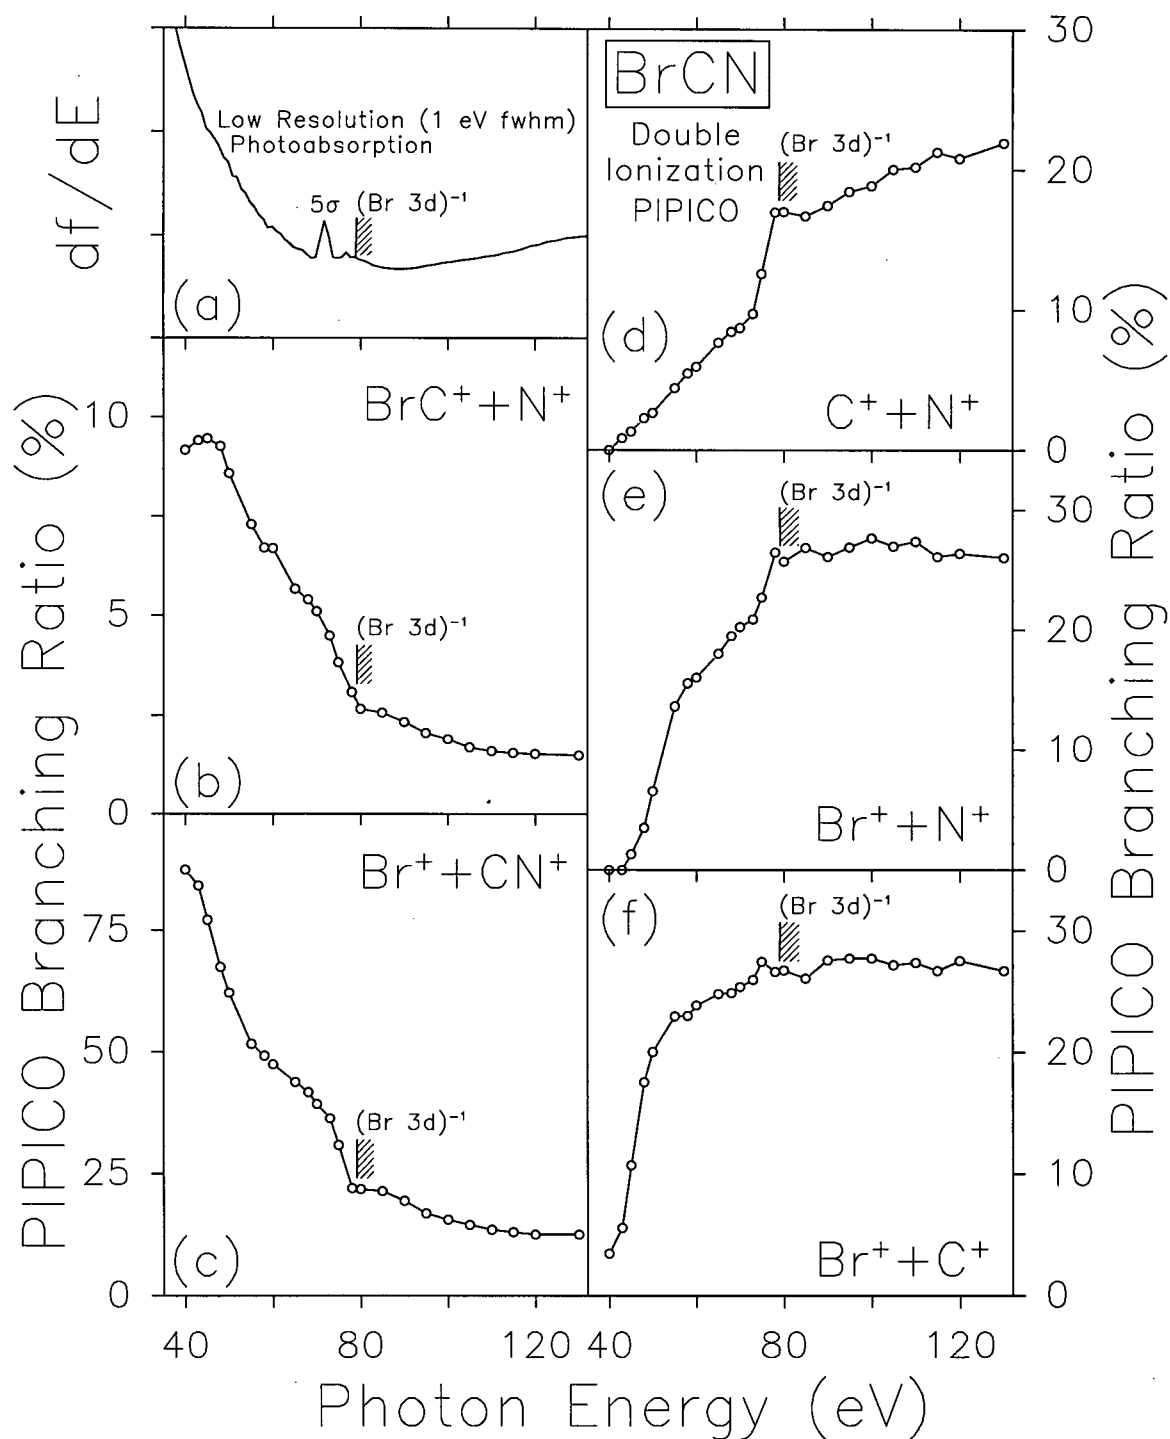 df/dE
Low Resolution (1 eV fwhm)
Photoabsorption
5σ (Br 3d)⁻¹
(a)
BrC⁺+N⁺
10
5
0
(Br 3d)⁻¹
(b)
Br⁺+CN⁺
75
50
25
0
(Br 3d)⁻¹
(c)
PIPICO Branching Ratio (%)
40 80 120
BrCN
Double
Ionization
PIPICO
(Br 3d)⁻¹
30
20
10
0
(d)
C⁺+N⁺
(e)
(Br 3d)⁻¹
30
20
10
0
Br⁺+N⁺
(Br 3d)⁻¹
(f)
30
20
10
0
Br⁺+C⁺
PIPICO Branching Ratio (%)
40 80 120
Photon Energy (eV)